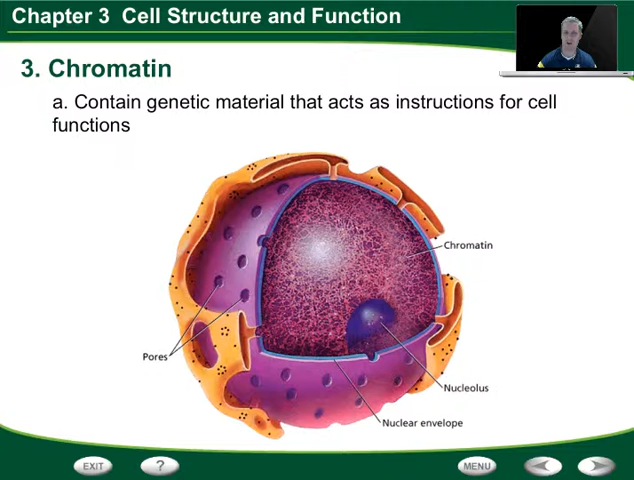 Chapter 3  Cell Structure and Function
3. Chromatin
a. Contain genetic material that acts as instructions for cell
functions
Chromatin
Pores
Nucleolus
Nuclear envelope
EXIT
?
MENU